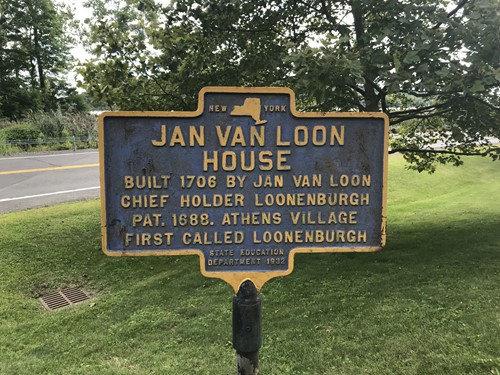 NEW YORK
JAN VAN LOON
HOUSE
BUILT 1706 BY JAN VAN LOON
CHIEF HOLDER LOONENBURGH
PAT. 1688. ATHENS VILLAGE
FIRST CALLED LOONENBURGH
STATE EDUCATION
DEPARTMENT 1932